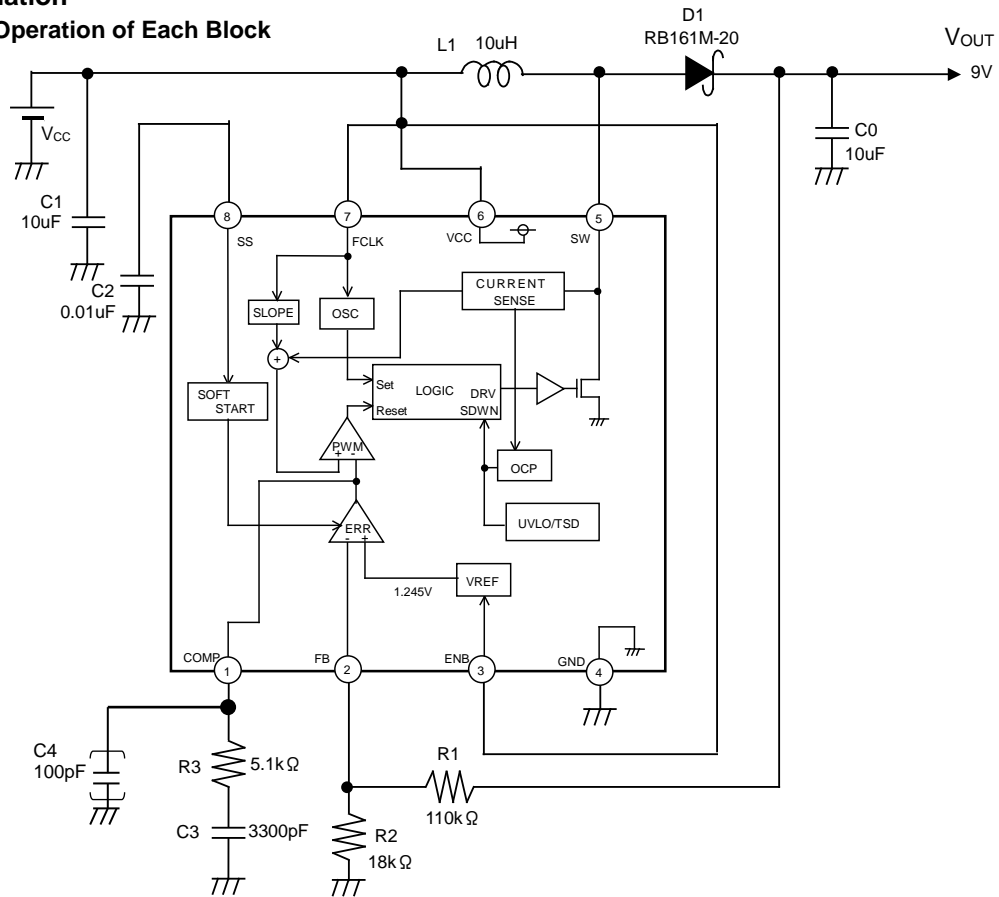 Operation of Each Block
D1
RB161M-20
L1
10uH
VOUT
9V
VCC
C0
10uF
C1
10uF
8
7
6
5
SS
FCLK
VCC
SW
C2
0.01uF
CURRENT
SENSE
SLOPE
OSC
+
SOFT
START
Set
LOGIC
DRV
Reset
SDWN
PWM
+ -
OCP
ERR
- +
UVLO/TSD
1.245V
VREF
COMP
FB
ENB
GND
1
2
3
4
C4
100pF
R3
5.1kΩ
R1
110kΩ
C3
3300pF
R2
18kΩ